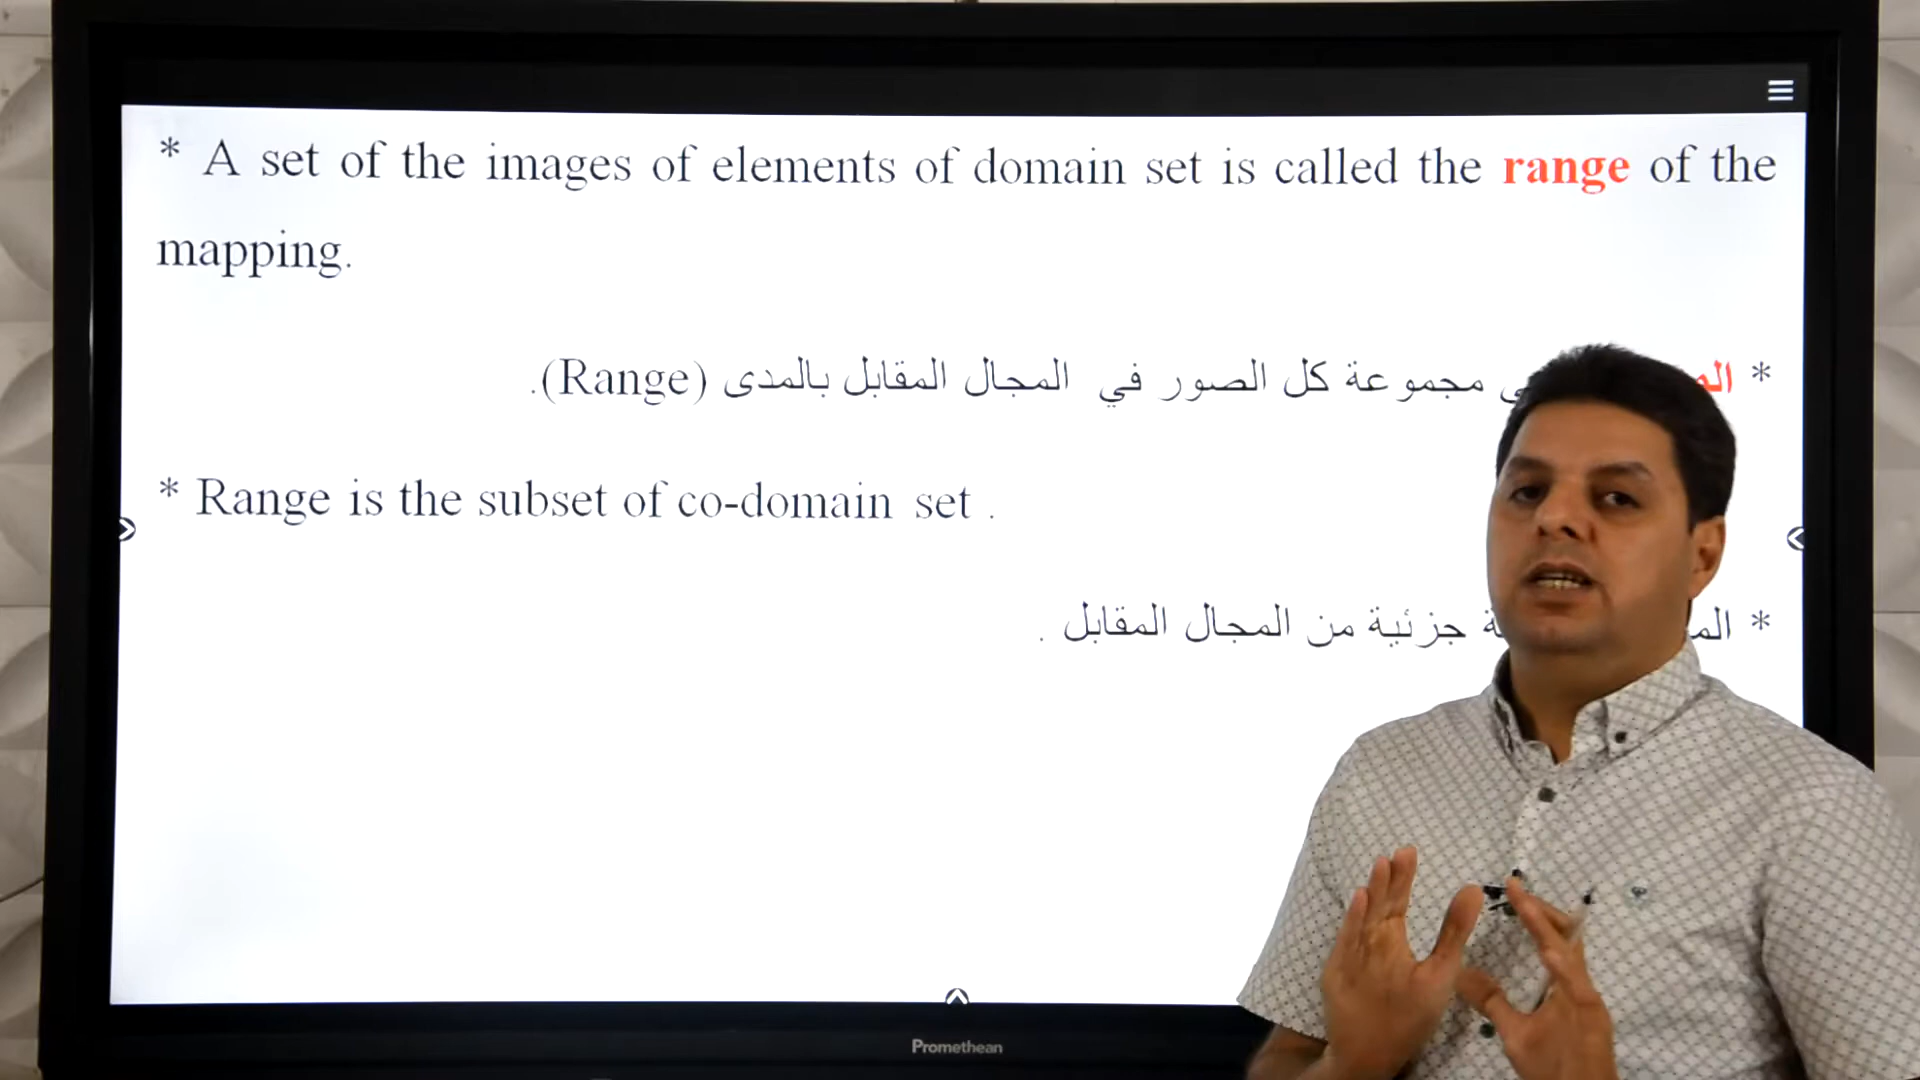 * A set of the images of elements of domain set is called the range of the
mapping.
* مجموعة كل الصور في المجال المقابل بالمدى (Range).
* Range is the subset of co-domain set .
* جزئية من المجال المقابل .
Promethean